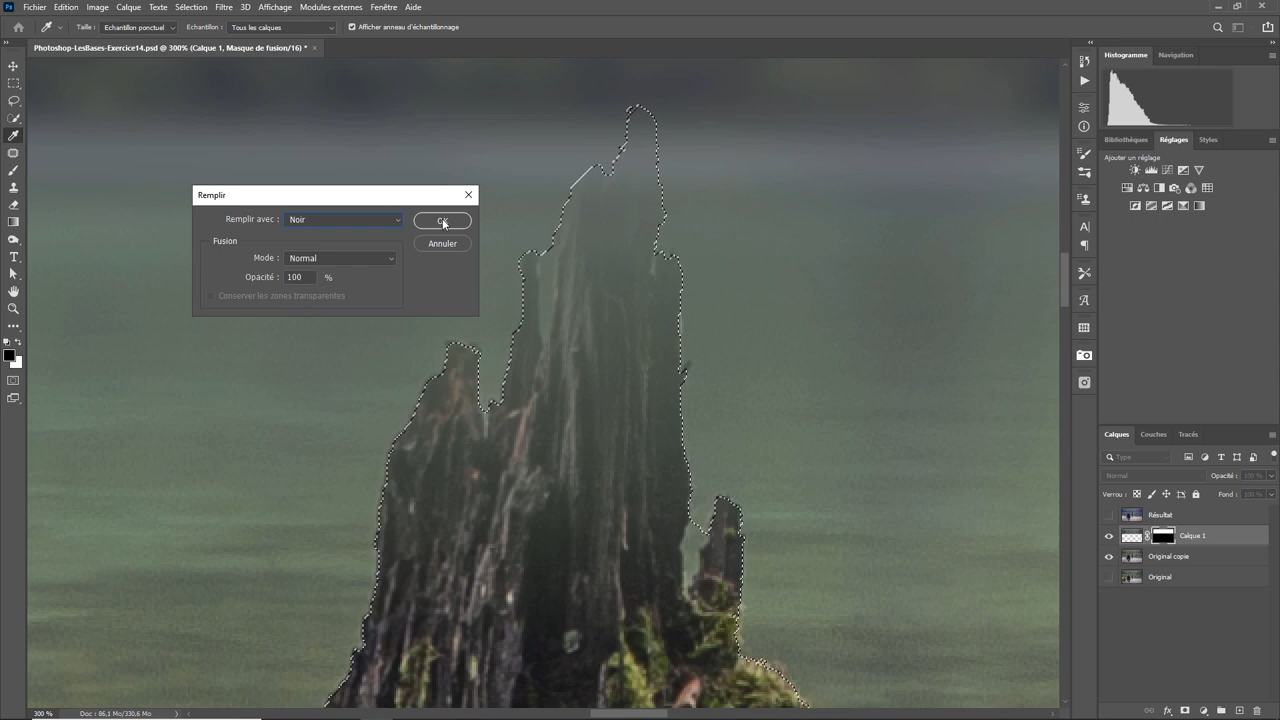 Ps Fichier Edition Image Calque Texte Sélection Filtre 3D Affichage Modules externes Fenêtre Aide
Taille : Echantillon ponctuel Echantillon : Tous les calques Afficher anneau d'échantillonnage
Photoshop-LesBases-Exercice14.psd @ 300% (Calque 1, Masque de fusion/16) * ×
Histogramme Navigation
Bibliothèques Réglages Styles
Ajouter un réglage
Remplir
Remplir avec : Noir OK
Fusion Annuler
Mode : Normal
Opacité : 100 %
Conserver les zones transparentes
Calques Couches Tracés
Type
Normal Opacité : 100 %
Verrou : Fond : 100 %
Résultat
Calque 1
Original copie
Original
300 % Doc : 86,1 Mo/330,6 Mo
fx